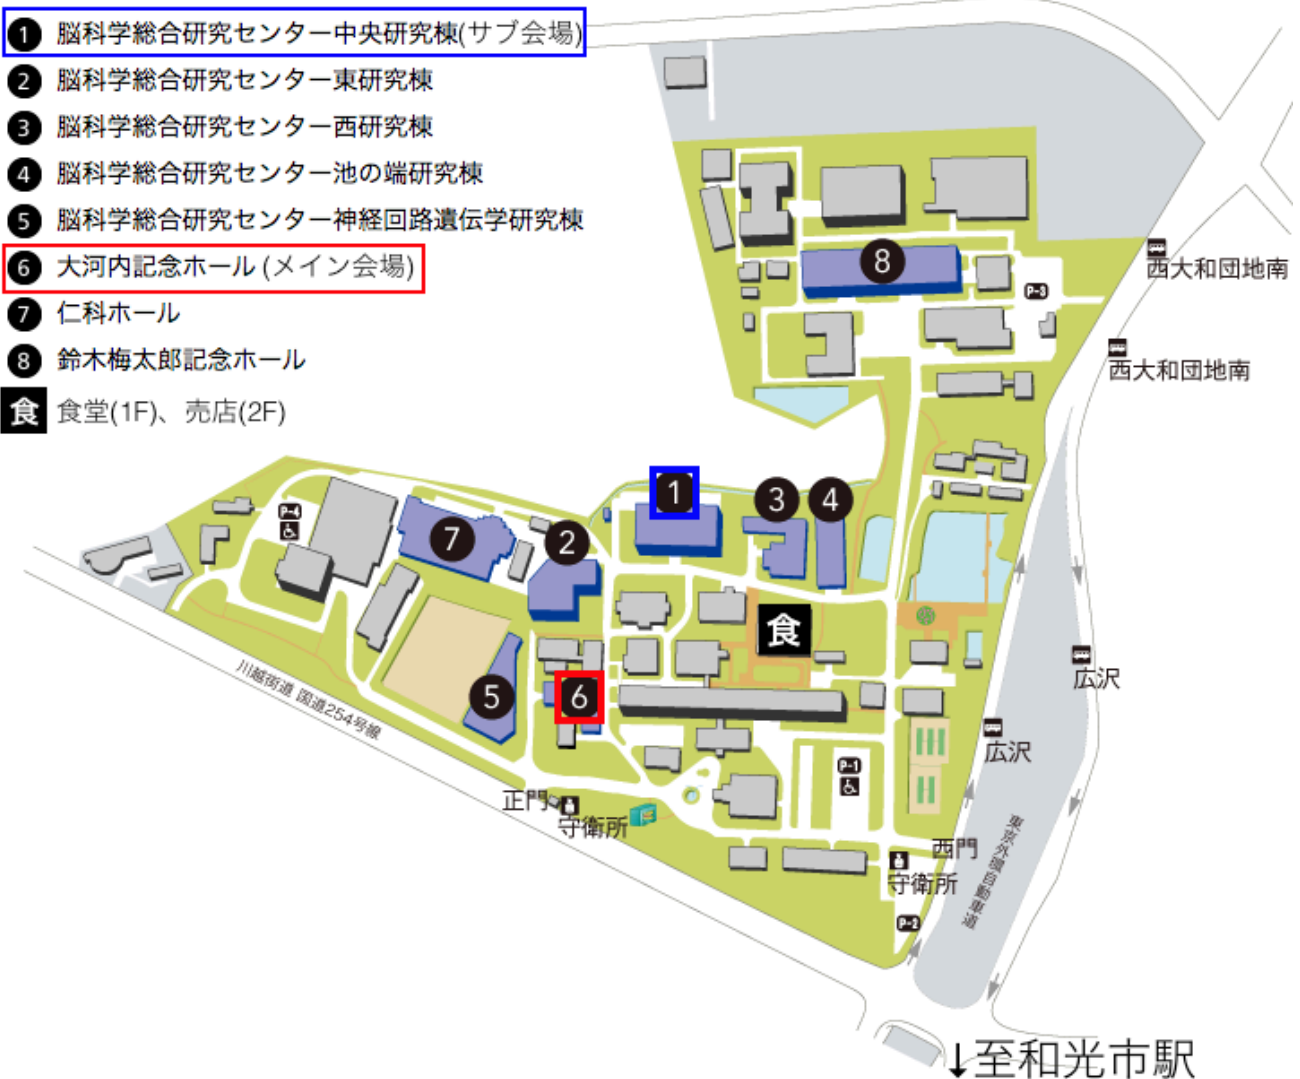 1 脳科学総合研究センター中央研究棟(サブ会場)
2 脳科学総合研究センター東研究棟
3 脳科学総合研究センター西研究棟
4 脳科学総合研究センター池の端研究棟
5 脳科学総合研究センター神経回路遺伝学研究棟
6 大河内記念ホール (メイン会場)
7 仁科ホール
8 鈴木梅太郎記念ホール
食 食堂(1F)、売店(2F)
8
西大和団地南
P-3
西大和団地南
1
3
4
P-4
7
2
食
5
6
川越街道 国道254号線
広沢
広沢
P-1
正門
守衛所
西門
守衛所
東京外環自動車道
P-2
↓至和光市駅